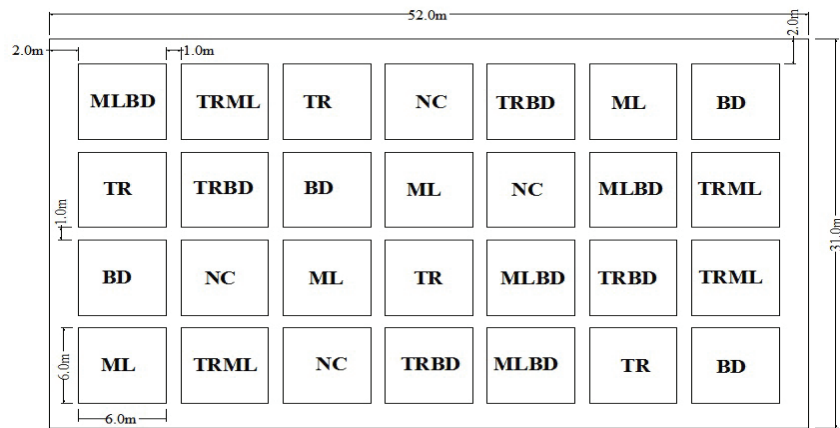 52.0m
2.0m
2.0m 1.0m
MLBD TRML TR NC TRBD ML BD
TR TRBD BD ML NC MLBD TRML
1.0m
31.0m
BD NC ML TR MLBD TRBD TRML
ML TRML NC TRBD MLBD TR BD
6.0m
6.0m